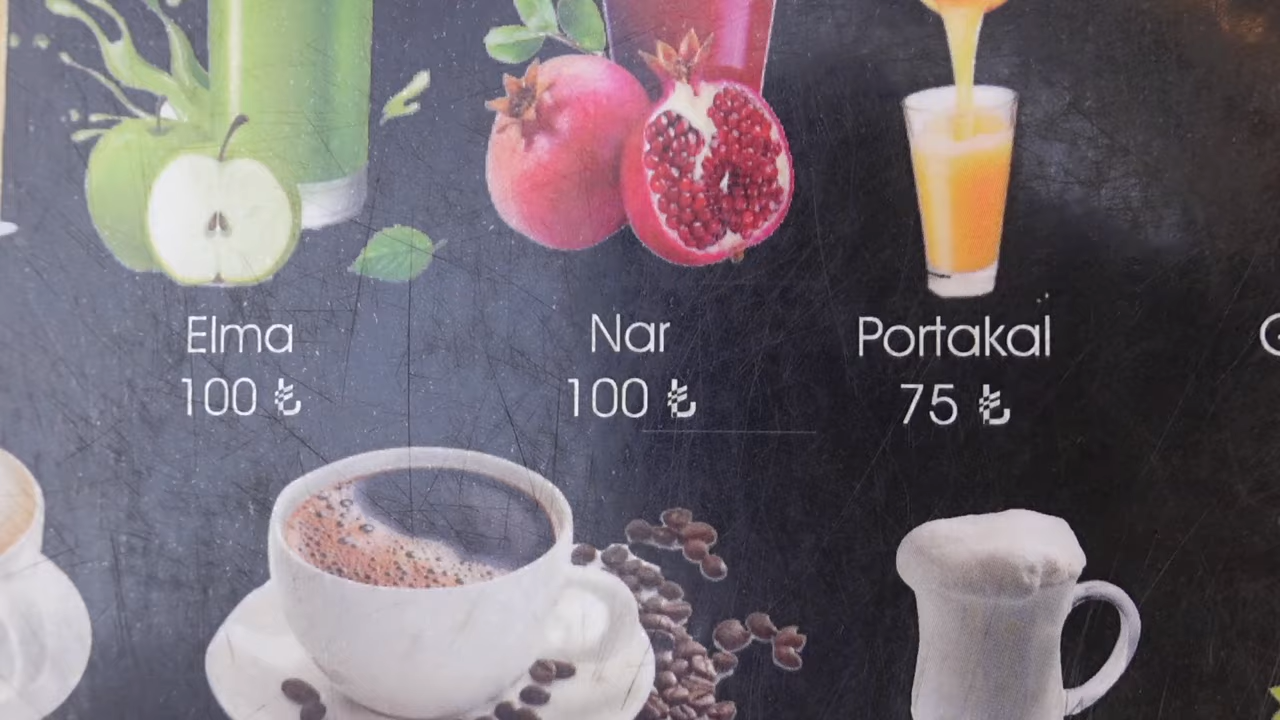 Elma
100 ₺
Nar
100 ₺
Portakal
75 ₺